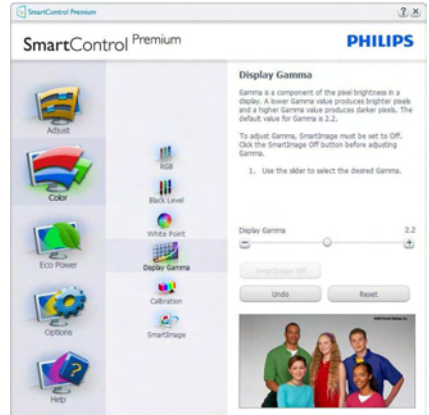 SmartControl Premium
SmartControl Premium
PHILIPS
Adjust
Color
Eco Power
Options
Help
RGB
Black Level
White Point
Display Gamma
Calibration
SmartImage
Display Gamma
Gamma is a component of the pixel brightness in a
display. A lower Gamma value produces brighter pixels
and a higher Gamma value produces darker pixels. The
default value for Gamma is 2.2.
To adjust Gamma, SmartImage must be set to Off.
Click the SmartImage Off button before adjusting
Gamma.
1. Use the slider to select the desired Gamma.
Display Gamma 2.2
SmartImage Off
Undo Reset